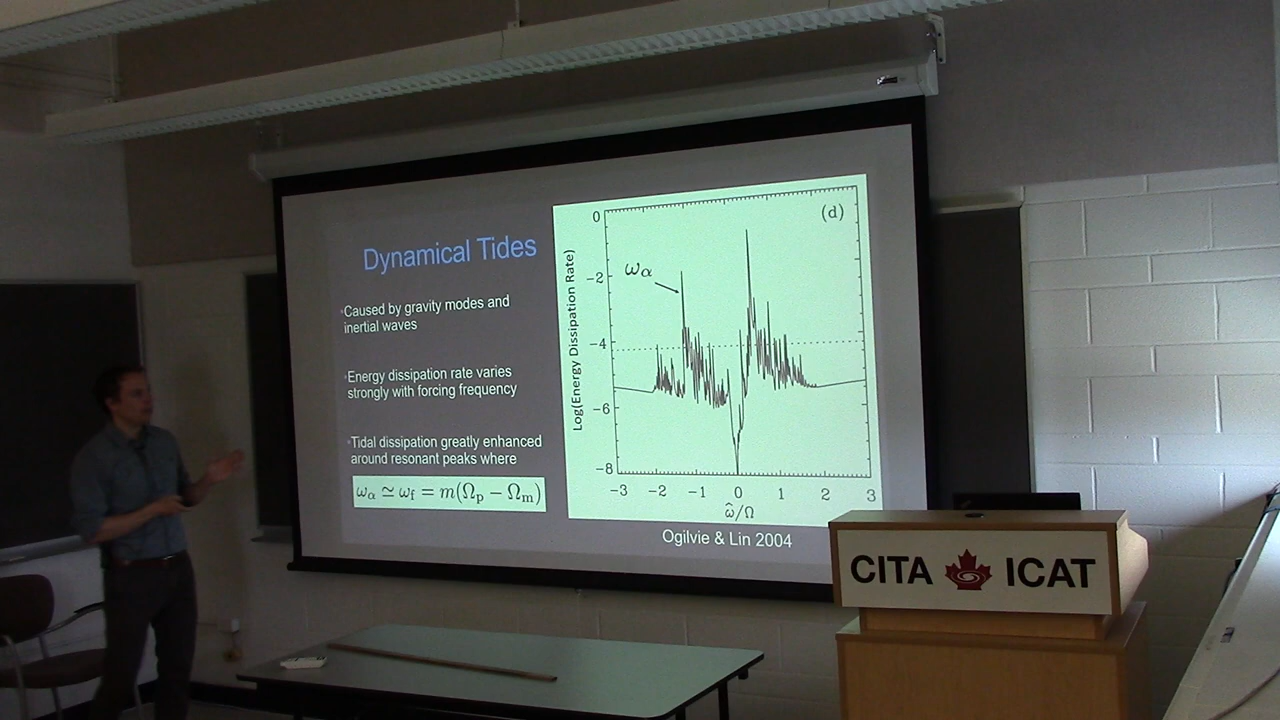 Dynamical Tides
Caused by gravity modes and
inertial waves
Energy dissipation rate varies
strongly with forcing frequency
Tidal dissipation greatly enhanced
around resonant peaks where
ωα ≃ ωf = m(Ωp − Ωm)
(d)
ωα
Log(Energy Dissipation Rate)
0
−2
−4
−6
−8
−3 −2 −1 0 1 2 3
ω̂/Ω
Ogilvie & Lin 2004
CITA ICAT